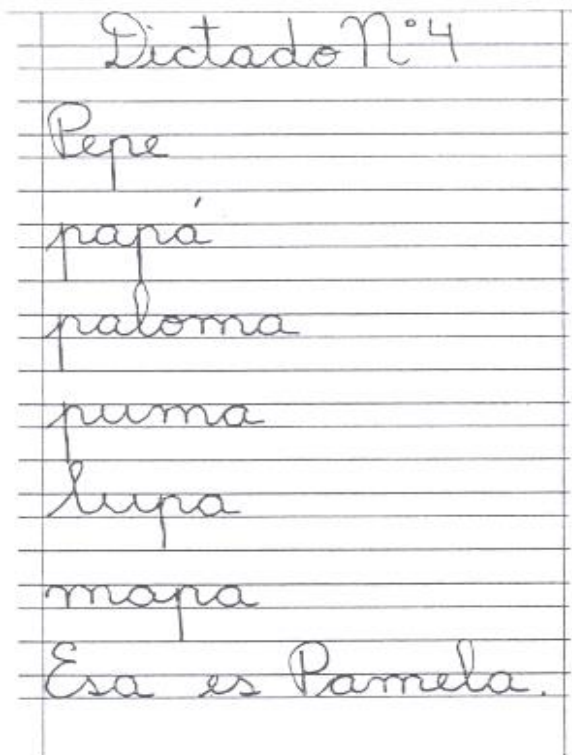 Dictado N°4
Pepe
papá
paloma
puma
lupa
mapa
Esa es Pamela.